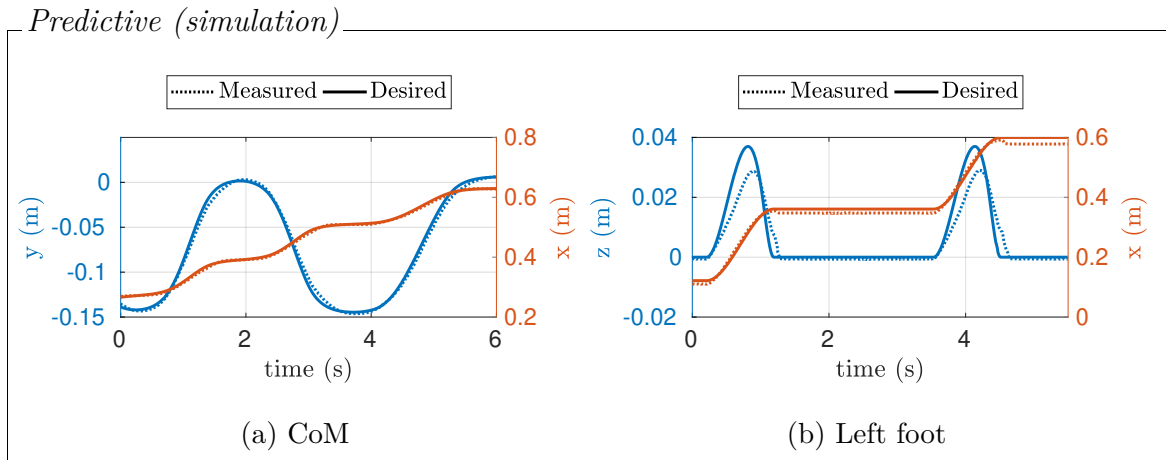 Predictive (simulation)
Measured Desired
0
-0.05
-0.1
-0.15
y (m)
0.8
0.6
0.4
0.2
x (m)
0 2 4 6
time (s)
(a) CoM
Measured Desired
0.04
0.02
0
-0.02
z (m)
0.6
0.4
0.2
0
x (m)
0 2 4
time (s)
(b) Left foot